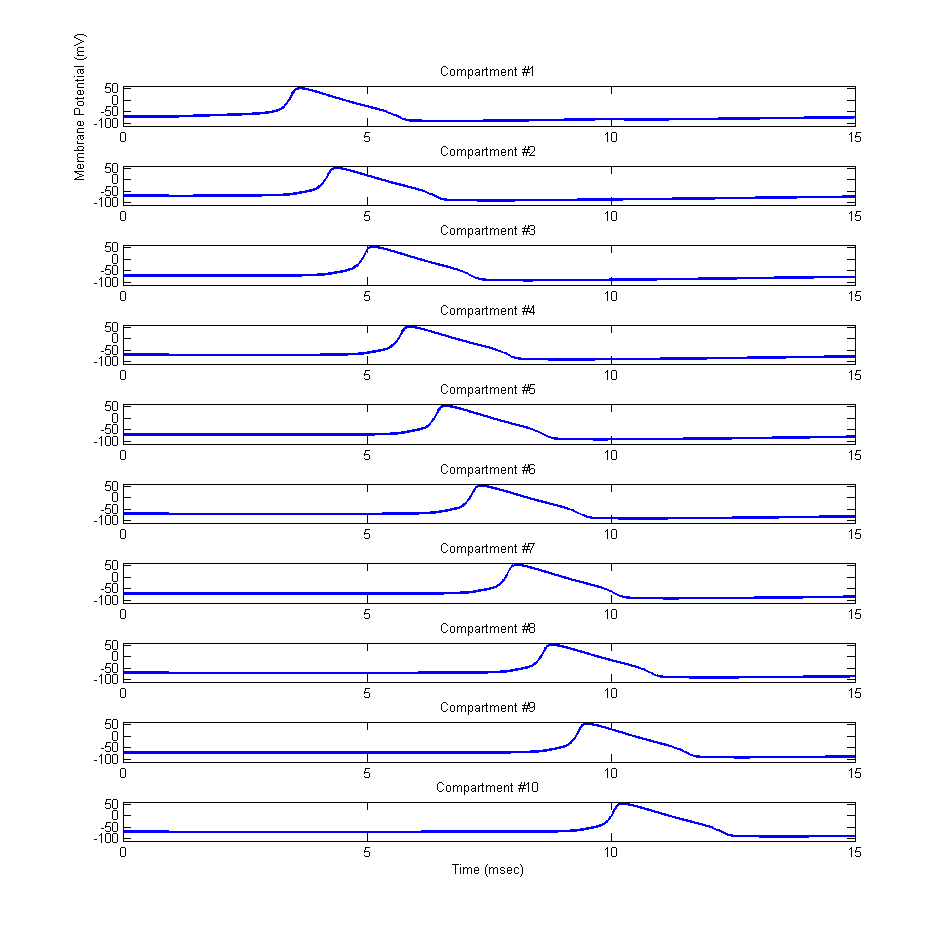 Membrane Potential (mV)
Compartment #1
50
0
-50
-100
0 5 10 15
Compartment #2
50
0
-50
-100
0 5 10 15
Compartment #3
50
0
-50
-100
0 5 10 15
Compartment #4
50
0
-50
-100
0 5 10 15
Compartment #5
50
0
-50
-100
0 5 10 15
Compartment #6
50
0
-50
-100
0 5 10 15
Compartment #7
50
0
-50
-100
0 5 10 15
Compartment #8
50
0
-50
-100
0 5 10 15
Compartment #9
50
0
-50
-100
0 5 10 15
Compartment #10
50
0
-50
-100
0 5 10 15
Time (msec)